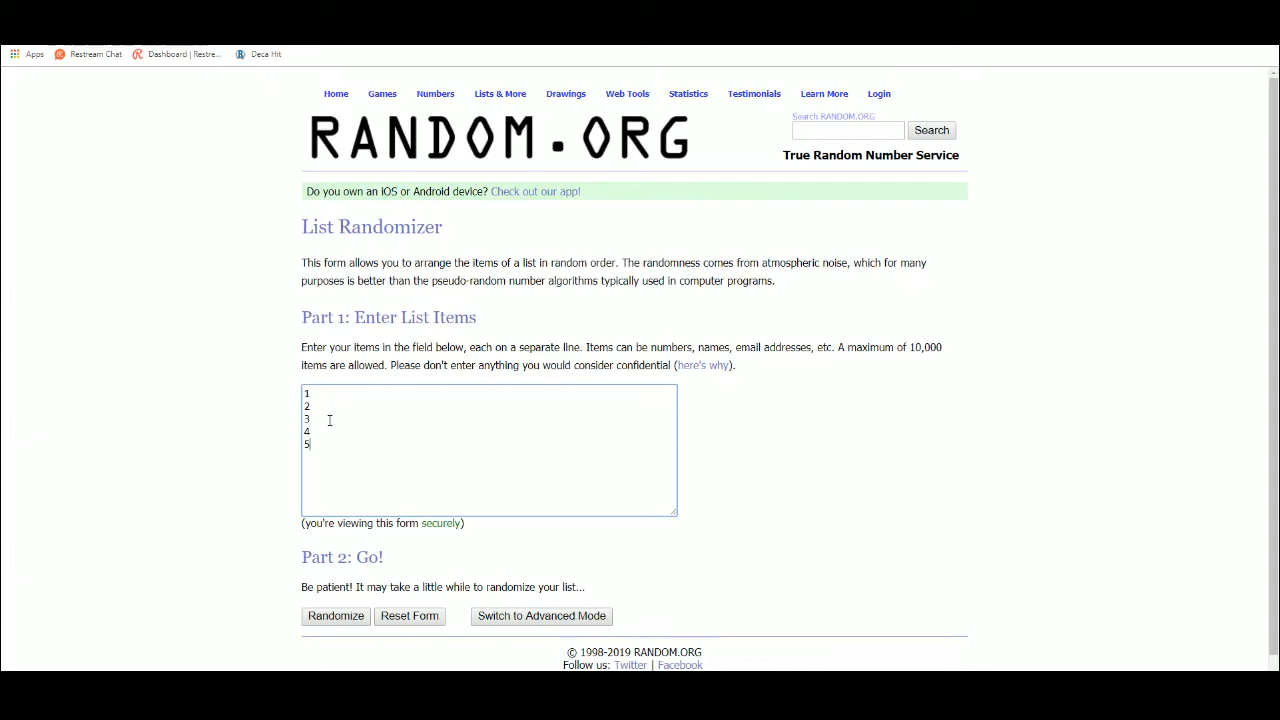 Apps Restream Chat Dashboard | Restre... Deca Hit
Home Games Numbers Lists & More Drawings Web Tools Statistics Testimonials Learn More Login
RANDOM.ORG
Search RANDOM.ORG
Search
True Random Number Service
Do you own an iOS or Android device? Check out our app!
List Randomizer
This form allows you to arrange the items of a list in random order. The randomness comes from atmospheric noise, which for many
purposes is better than the pseudo-random number algorithms typically used in computer programs.
Part 1: Enter List Items
Enter your items in the field below, each on a separate line. Items can be numbers, names, email addresses, etc. A maximum of 10,000
items are allowed. Please don't enter anything you would consider confidential (here's why).
1
2
3
4
5
(you're viewing this form securely)
Part 2: Go!
Be patient! It may take a little while to randomize your list...
Randomize Reset Form Switch to Advanced Mode
© 1998-2019 RANDOM.ORG
Follow us: Twitter | Facebook